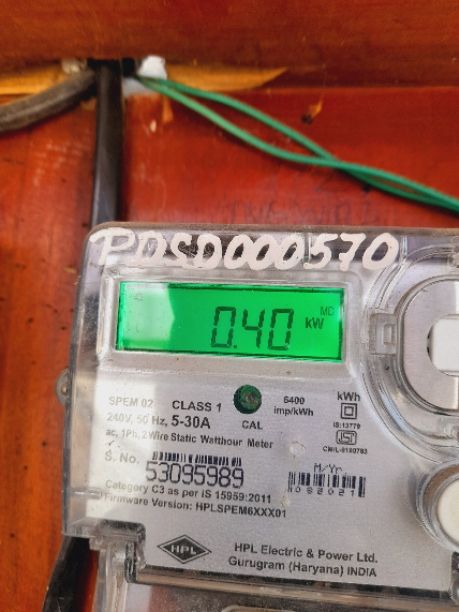 PDSD000570
0.40 kW MD
SPEM 02 CLASS 1 6400 kWh
240V, 50 Hz, 5-30A CAL imp/kWh IS:13779
ac, 1Ph, 2Wire Static Watthour Meter
S. No. 53095989 M/Yr.
Category C3 as per IS 15959:2011
Firmware Version: HPLSPEM6XXX01
HPL HPL Electric & Power Ltd.
Gurugram (Haryana) INDIA